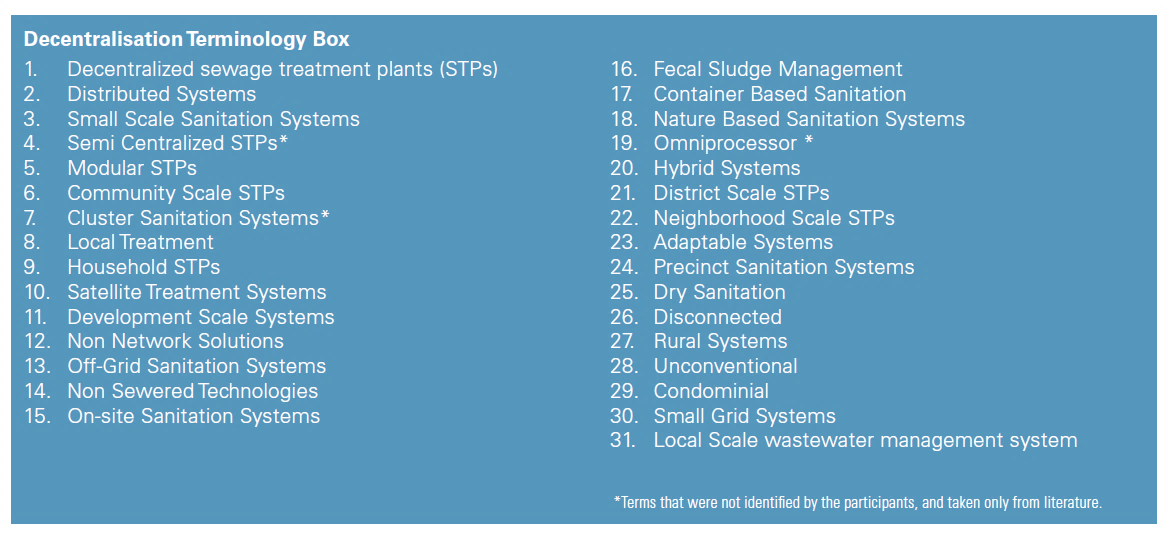 Decentralisation Terminology Box
1. Decentralized sewage treatment plants (STPs)
2. Distributed Systems
3. Small Scale Sanitation Systems
4. Semi Centralized STPs*
5. Modular STPs
6. Community Scale STPs
7. Cluster Sanitation Systems*
8. Local Treatment
9. Household STPs
10. Satellite Treatment Systems
11. Development Scale Systems
12. Non Network Solutions
13. Off-Grid Sanitation Systems
14. Non Sewered Technologies
15. On-site Sanitation Systems
16. Fecal Sludge Management
17. Container Based Sanitation
18. Nature Based Sanitation Systems
19. Omniprocessor *
20. Hybrid Systems
21. District Scale STPs
22. Neighborhood Scale STPs
23. Adaptable Systems
24. Precinct Sanitation Systems
25. Dry Sanitation
26. Disconnected
27. Rural Systems
28. Unconventional
29. Condominial
30. Small Grid Systems
31. Local Scale wastewater management system
*Terms that were not identified by the participants, and taken only from literature.